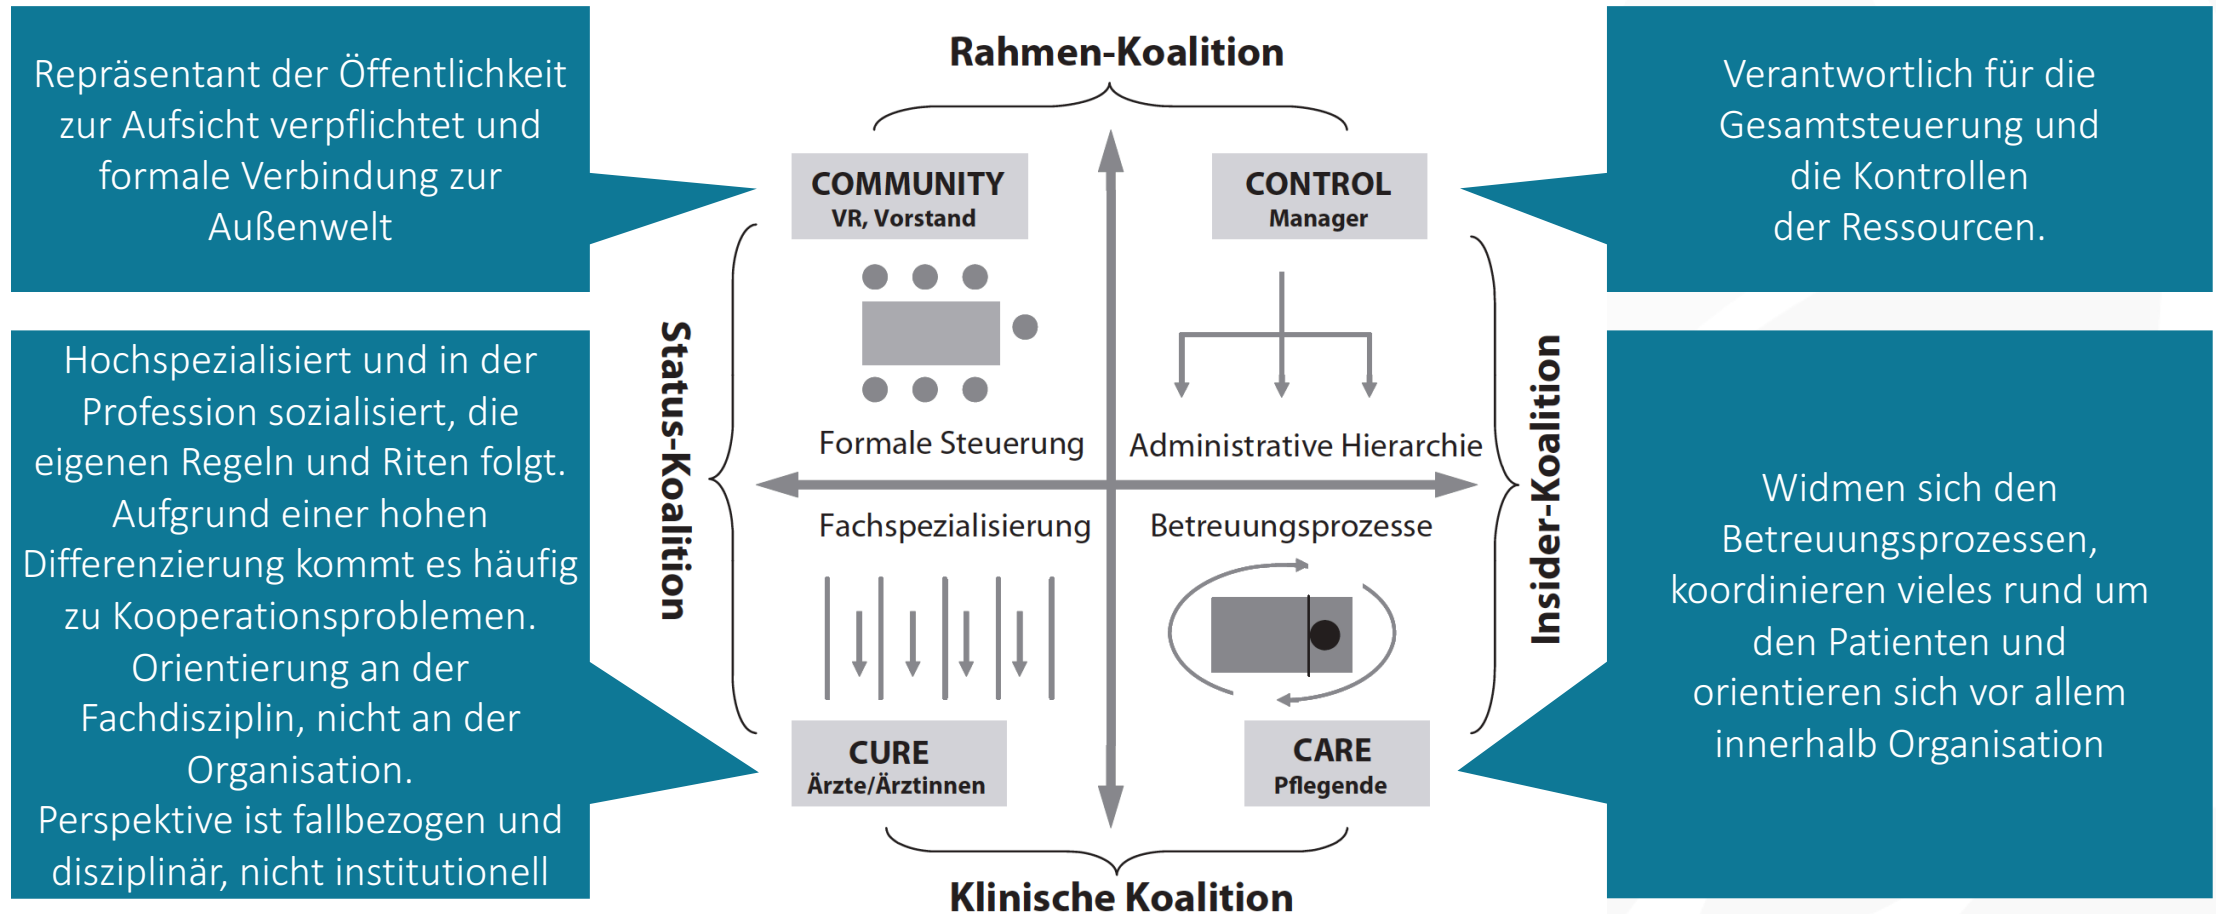 Repräsentant der Öffentlichkeit
zur Aufsicht verpflichtet und
formale Verbindung zur
Außenwelt
Rahmen-Koalition
Verantwortlich für die
Gesamtsteuerung und
die Kontrollen
der Ressourcen.
COMMUNITY
VR, Vorstand
CONTROL
Manager
Formale Steuerung
Administrative Hierarchie
Status-Koalition
Insider-Koalition
Hochspezialisiert und in der
Profession sozialisiert, die
eigenen Regeln und Riten folgt.
Aufgrund einer hohen
Differenzierung kommt es häufig
zu Kooperationsproblemen.
Orientierung an der
Fachdisziplin, nicht an der
Organisation.
Perspektive ist fallbezogen und
disziplinär, nicht institutionell
Fachspezialisierung
Betreuungsprozesse
CURE
Ärzte/Ärztinnen
CARE
Pflegende
Widmen sich den
Betreuungsprozessen,
koordinieren vieles rund um
den Patienten und
orientieren sich vor allem
innerhalb Organisation
Klinische Koalition